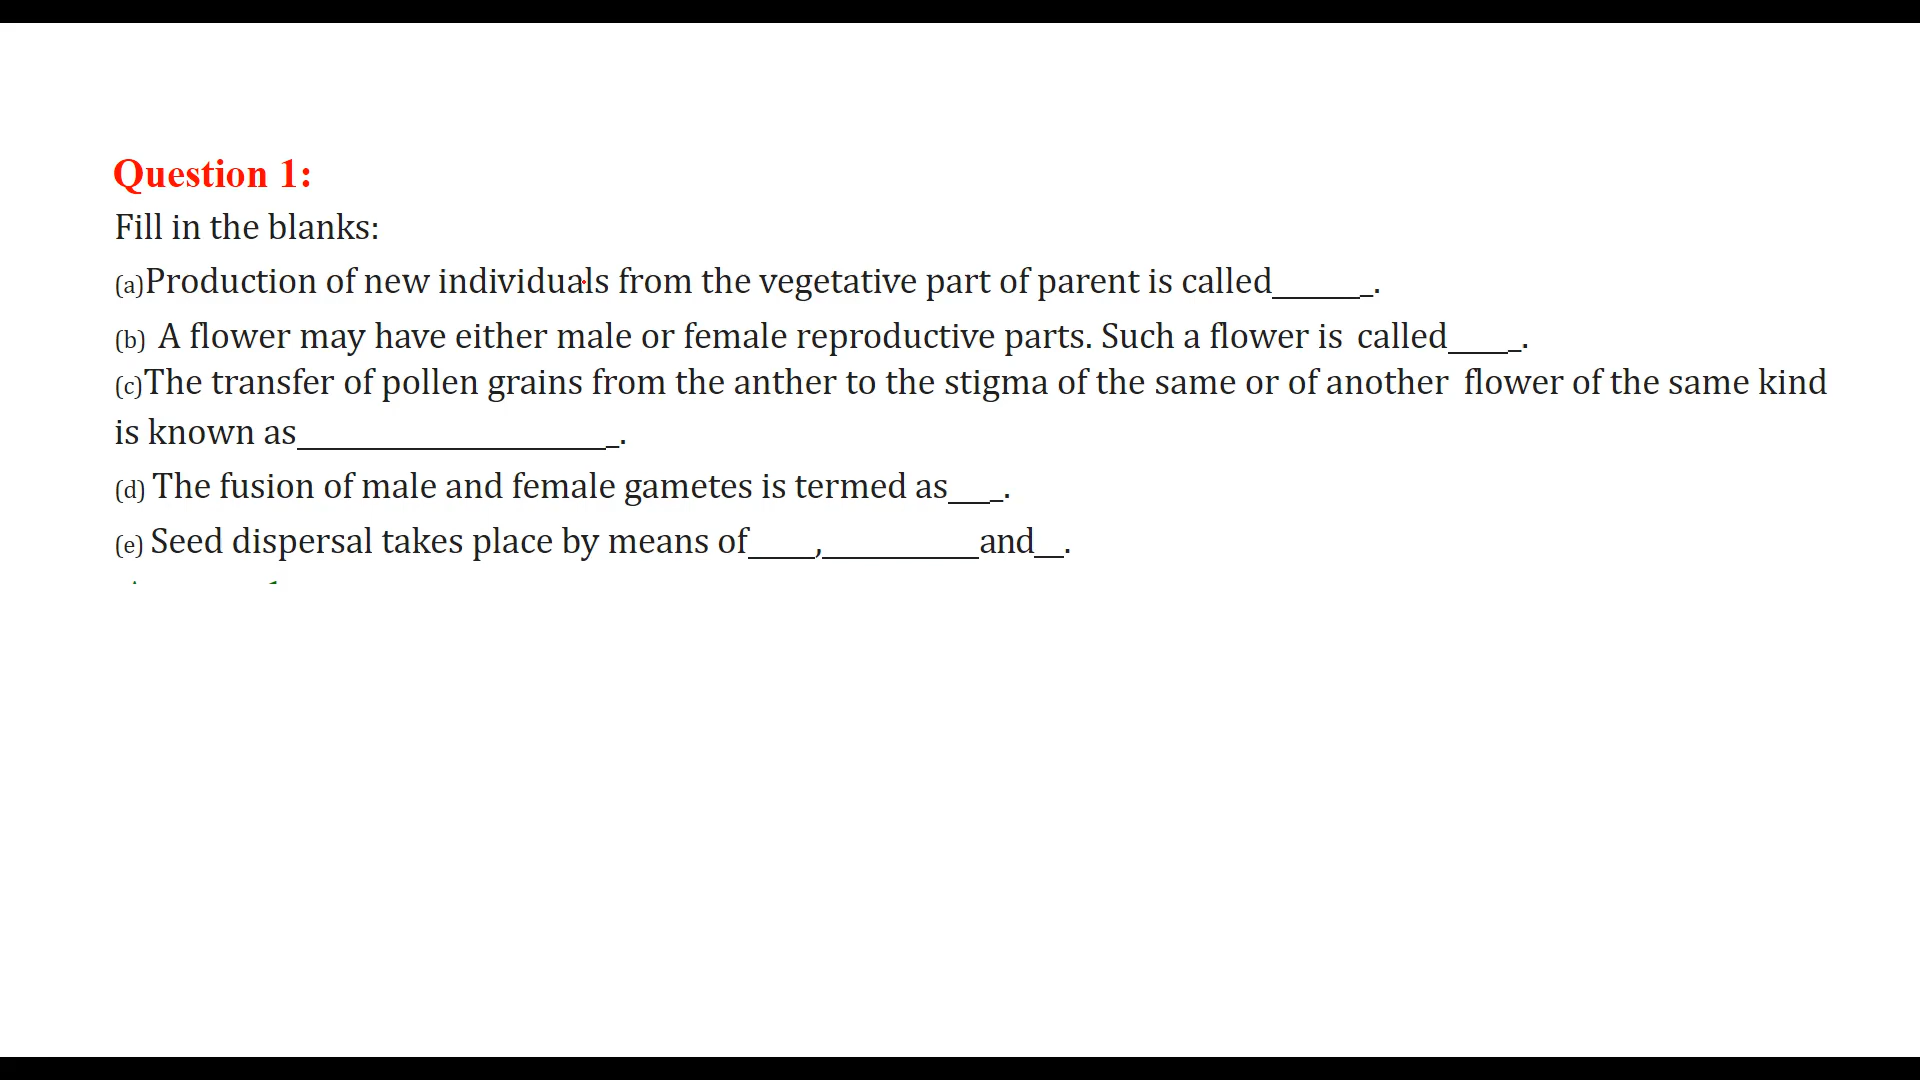 Question 1:
Fill in the blanks:
(a)Production of new individuals from the vegetative part of parent is called______.
(b) A flower may have either male or female reproductive parts. Such a flower is called_____.
(c)The transfer of pollen grains from the anther to the stigma of the same or of another flower of the same kind
is known as____________________.
(d) The fusion of male and female gametes is termed as____.
(e) Seed dispersal takes place by means of____,__________and__.